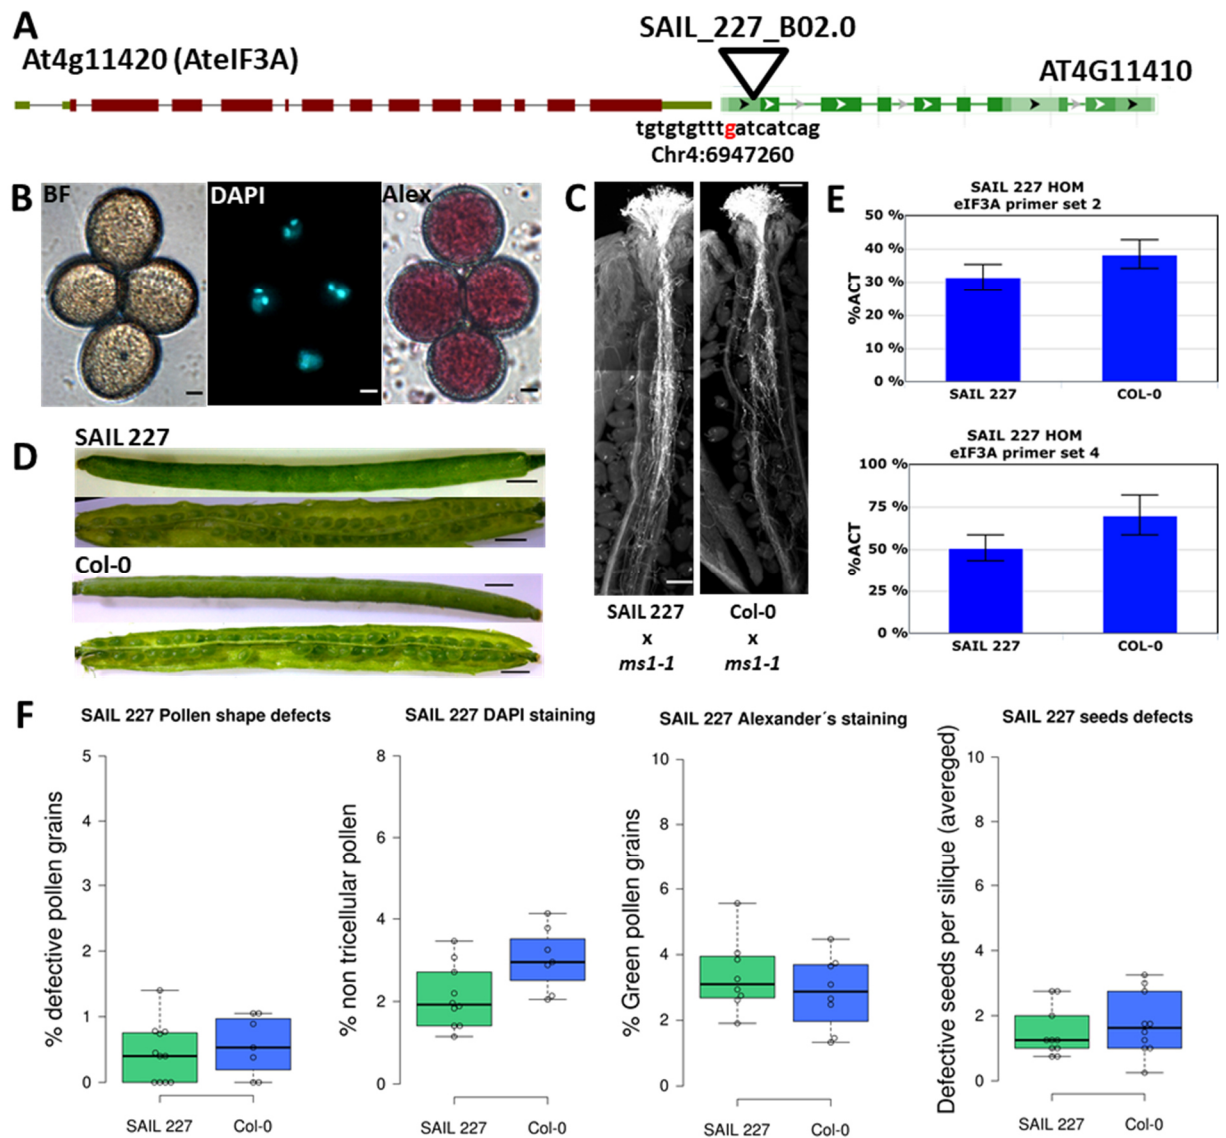 A
At4g11420 (AteIF3A)
SAIL_227_B02.0
AT4G11410
tgtgtgtttgatcatcag
Chr4:6947260
B
BF
DAPI
Alex
C
SAIL 227
x
ms1-1
Col-0
x
ms1-1
D
SAIL 227
Col-0
E
SAIL 227 HOM
eIF3A primer set 2
%ACT
50 %
40 %
30 %
20 %
10 %
0 %
SAIL 227
COL-0
SAIL 227 HOM
eIF3A primer set 4
%ACT
100 %
75 %
50 %
25 %
0 %
SAIL 227
COL-0
F
SAIL 227 Pollen shape defects
% defective pollen grains
5
4
3
2
1
0
SAIL 227
Col-0
SAIL 227 DAPI staining
% non tricellular pollen
8
6
4
2
0
SAIL 227
Col-0
SAIL 227 Alexander´s staining
% Green pollen grains
10
8
6
4
2
0
SAIL 227
Col-0
SAIL 227 seeds defects
Defective seeds per silique (avereged)
10
8
6
4
2
0
SAIL 227
Col-0